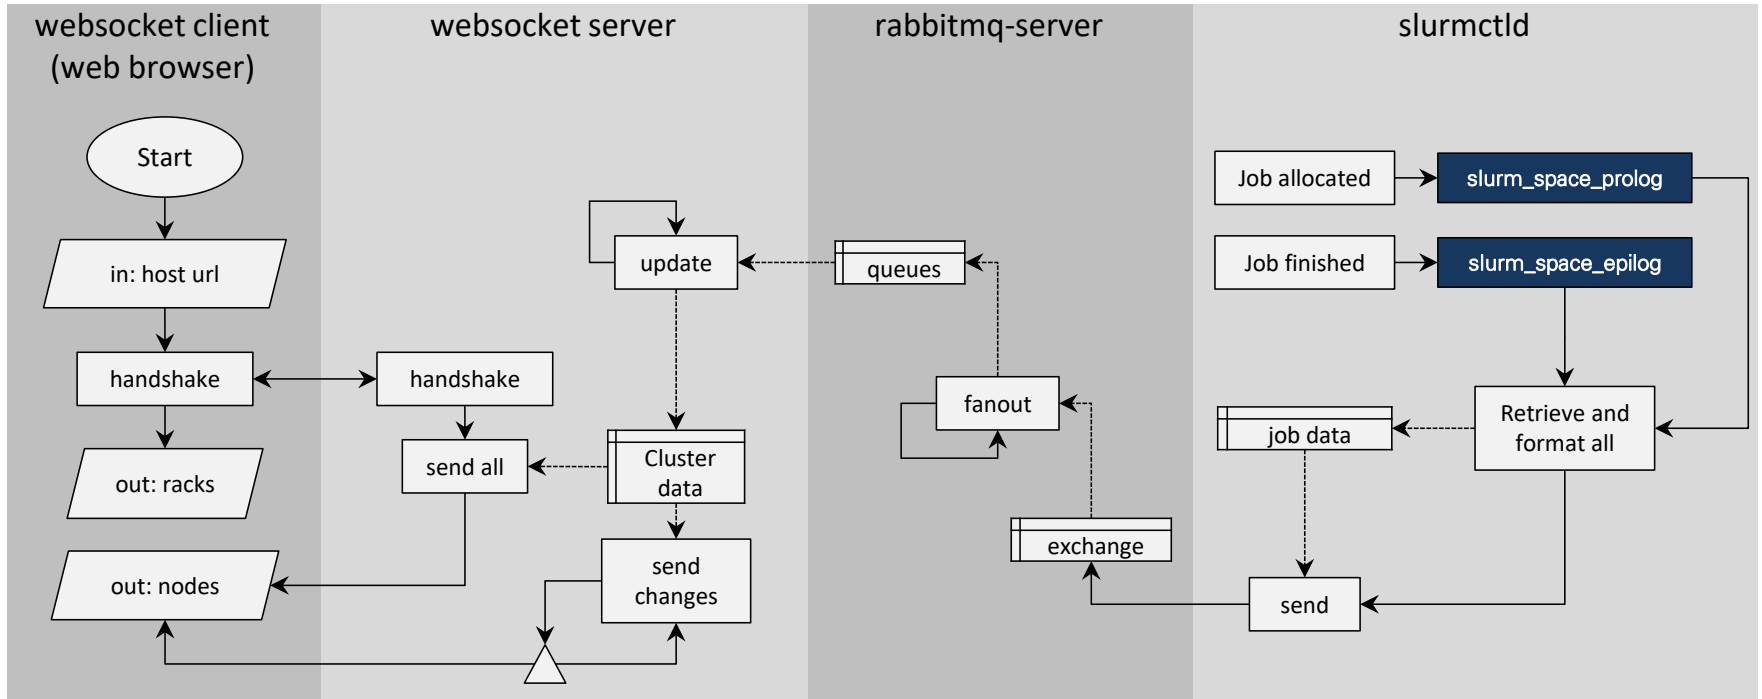 websocket client
(web browser)
websocket server
rabbitmq-server
slurmctld
Start
in: host url
handshake
out: racks
out: nodes
update
handshake
send all
Cluster
data
send
changes
queues
fanout
exchange
Job allocated
slurm_space_prolog
Job finished
slurm_space_epilog
Retrieve and
format all
job data
send